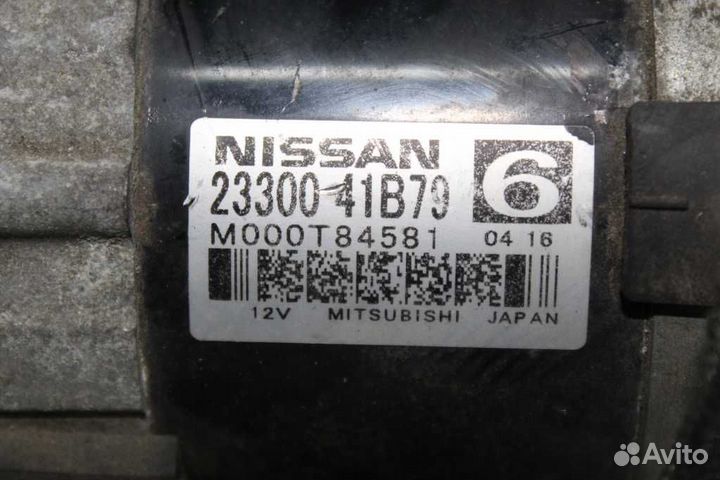 NISSAN 6
23300 41B79
M000T84581 04 16
12V MITSUBISHI JAPAN
Avito